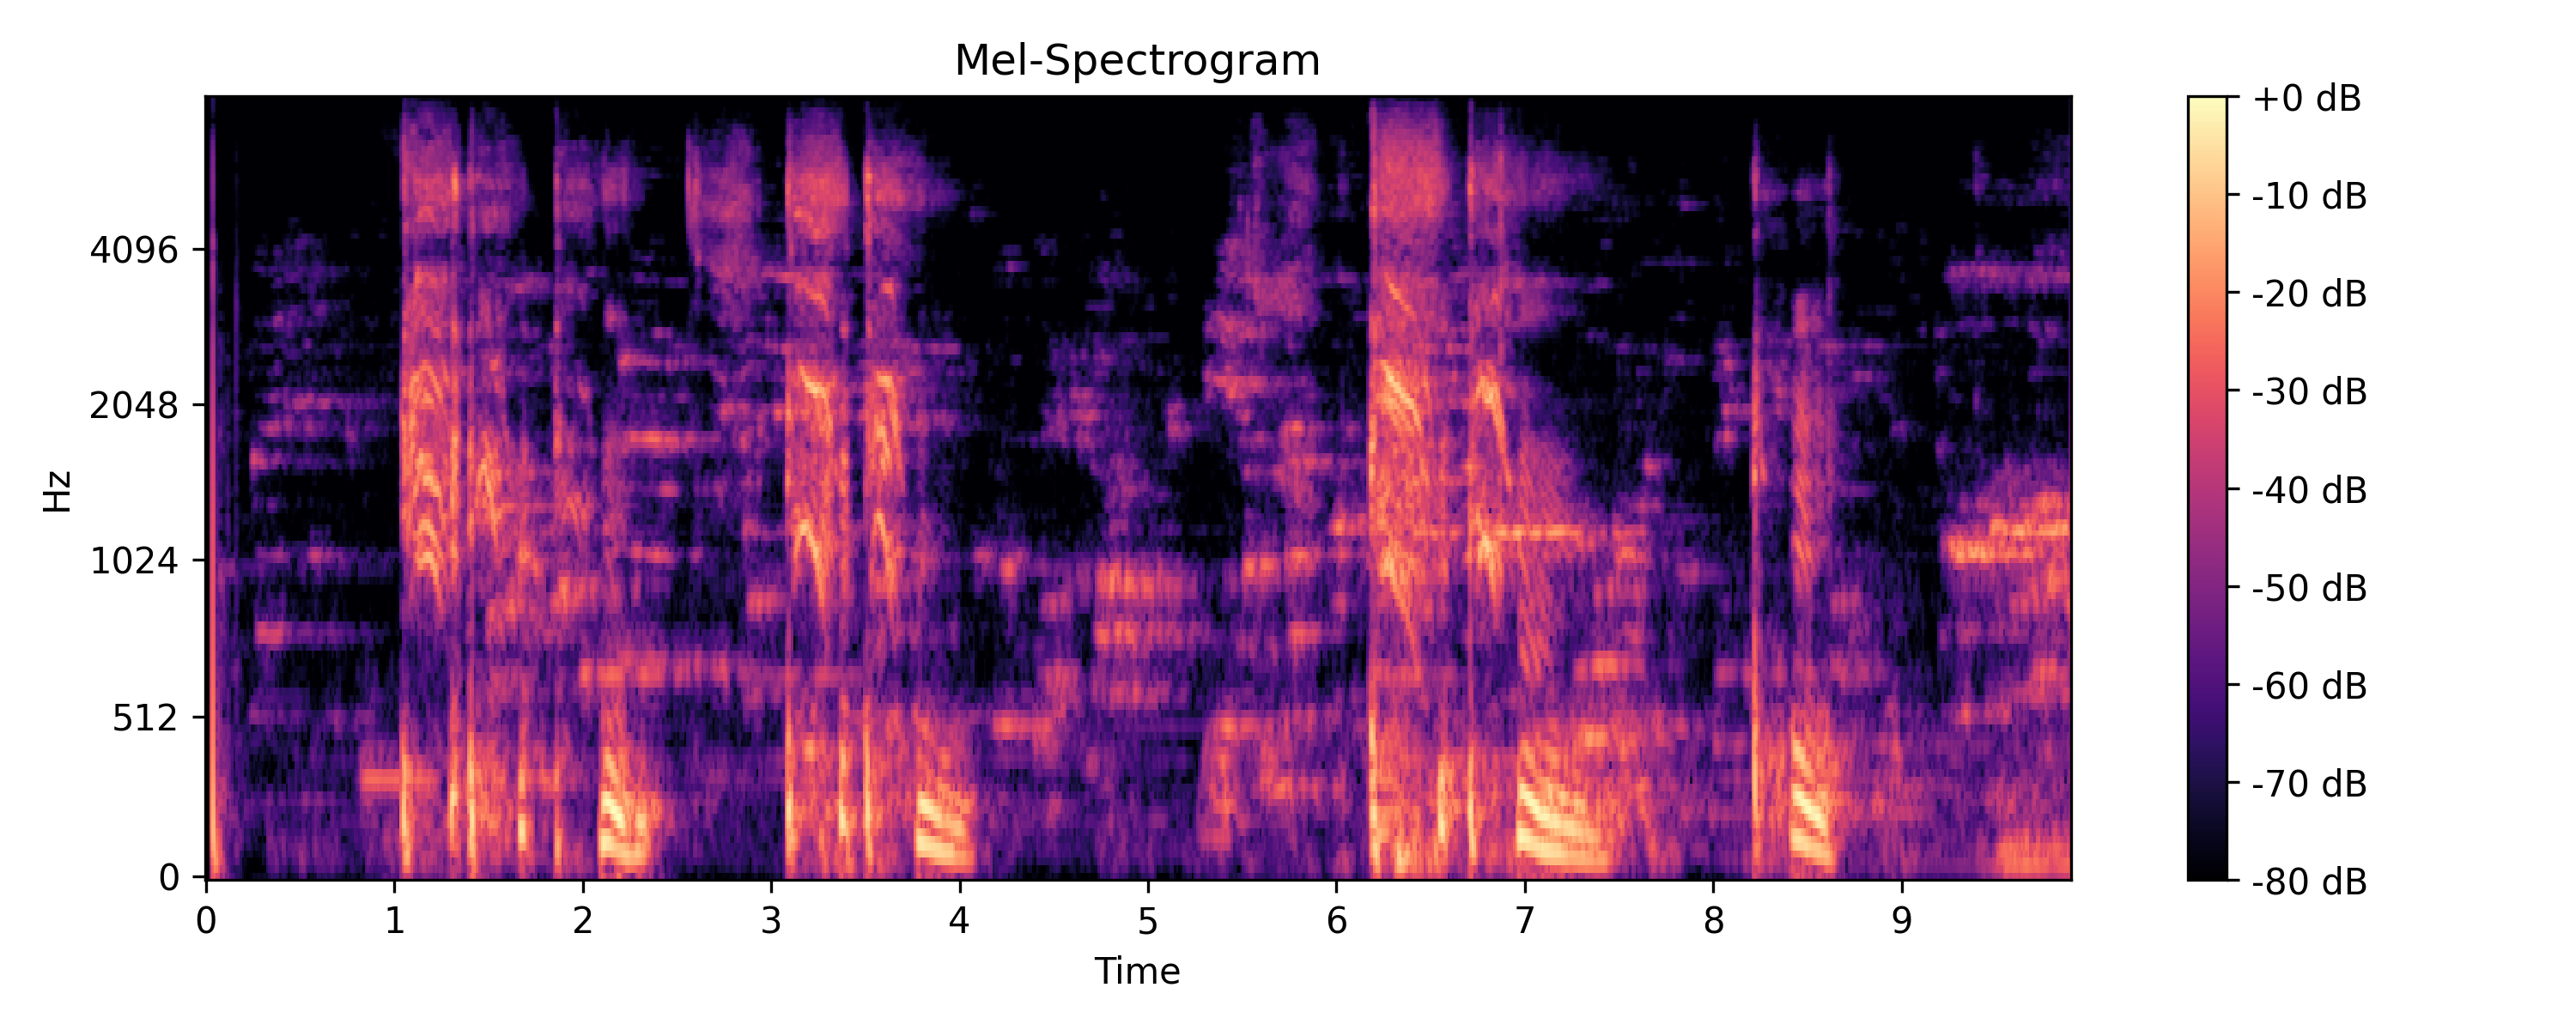 Mel-Spectrogram
+0 dB
-10 dB
-20 dB
-30 dB
-40 dB
-50 dB
-60 dB
-70 dB
-80 dB
Hz
4096
2048
1024
512
0
0 1 2 3 4 5 6 7 8 9
Time